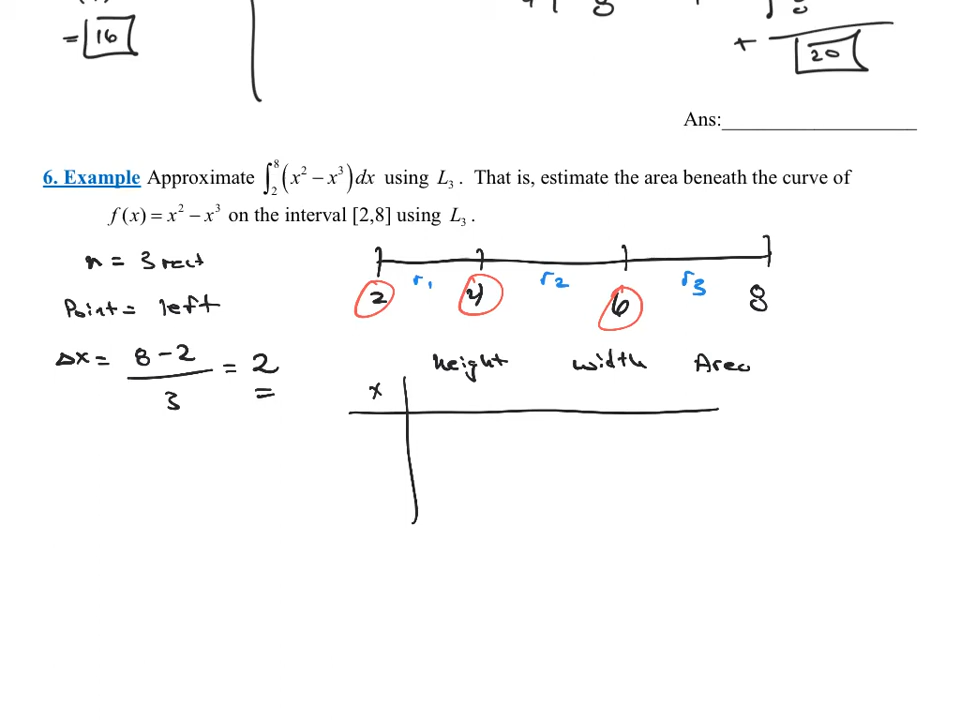 = 16
+ 20
Ans:____________________
6. Example Approximate ∫₂⁸ (x² − x³) dx using L₃. That is, estimate the area beneath the curve of
f(x) = x² − x³ on the interval [2,8] using L₃.
n = 3 rect
Point = left
Δx = (8 − 2)/3 = 2
r1 r2 r3
2 4 6 8
height width Area
x